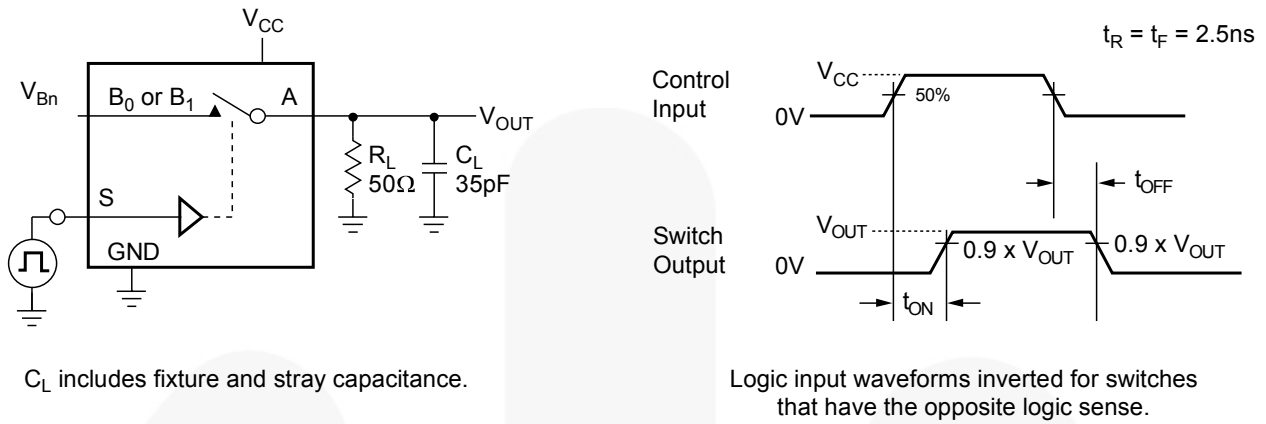 V_CC
V_Bn
B_0 or B_1
A
V_OUT
R_L
50Ω
C_L
35pF
S
GND
C_L includes fixture and stray capacitance.
t_R = t_F = 2.5ns
Control
Input
V_CC
50%
0V
t_OFF
Switch
Output
V_OUT
0.9 x V_OUT
0.9 x V_OUT
0V
t_ON
Logic input waveforms inverted for switches
that have the opposite logic sense.